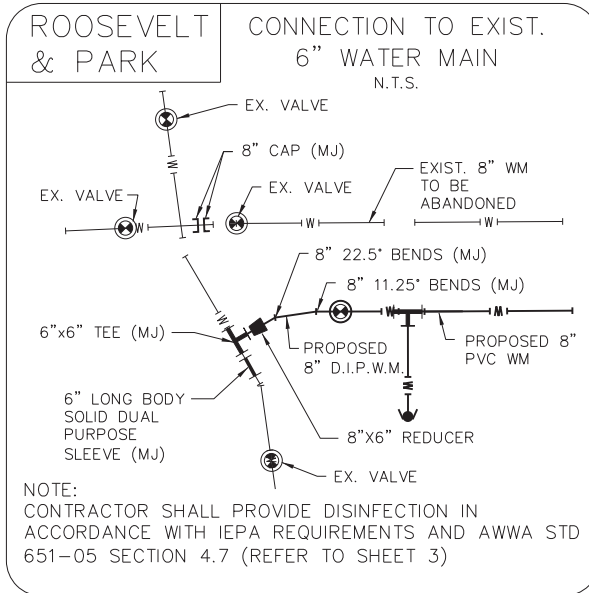 ROOSEVELT
& PARK
CONNECTION TO EXIST.
6" WATER MAIN
N.T.S.
EX. VALVE
8" CAP (MJ)
EX. VALVE
EX. VALVE
EXIST. 8" WM
TO BE
ABANDONED
W
W
W
W
8" 22.5° BENDS (MJ)
8" 11.25° BENDS (MJ)
6"x6" TEE (MJ)
W
W
W
PROPOSED
8" D.I.P.W.M.
PROPOSED 8"
PVC WM
W
6" LONG BODY
SOLID DUAL
PURPOSE
SLEEVE (MJ)
8"X6" REDUCER
EX. VALVE
NOTE:
CONTRACTOR SHALL PROVIDE DISINFECTION IN
ACCORDANCE WITH IEPA REQUIREMENTS AND AWWA STD
651-05 SECTION 4.7 (REFER TO SHEET 3)